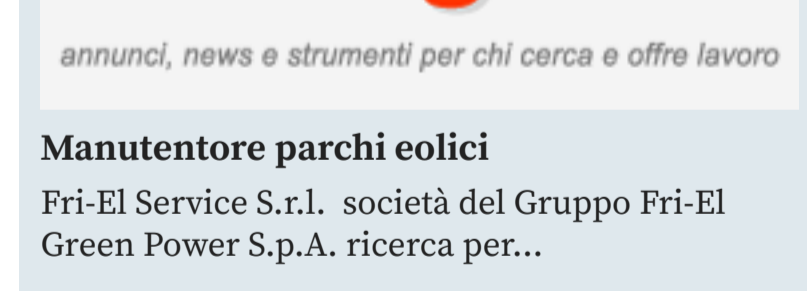 annunci, news e strumenti per chi cerca e offre lavoro
Manutentore parchi eolici
Fri-El Service S.r.l.  società del Gruppo Fri-El
Green Power S.p.A. ricerca per...